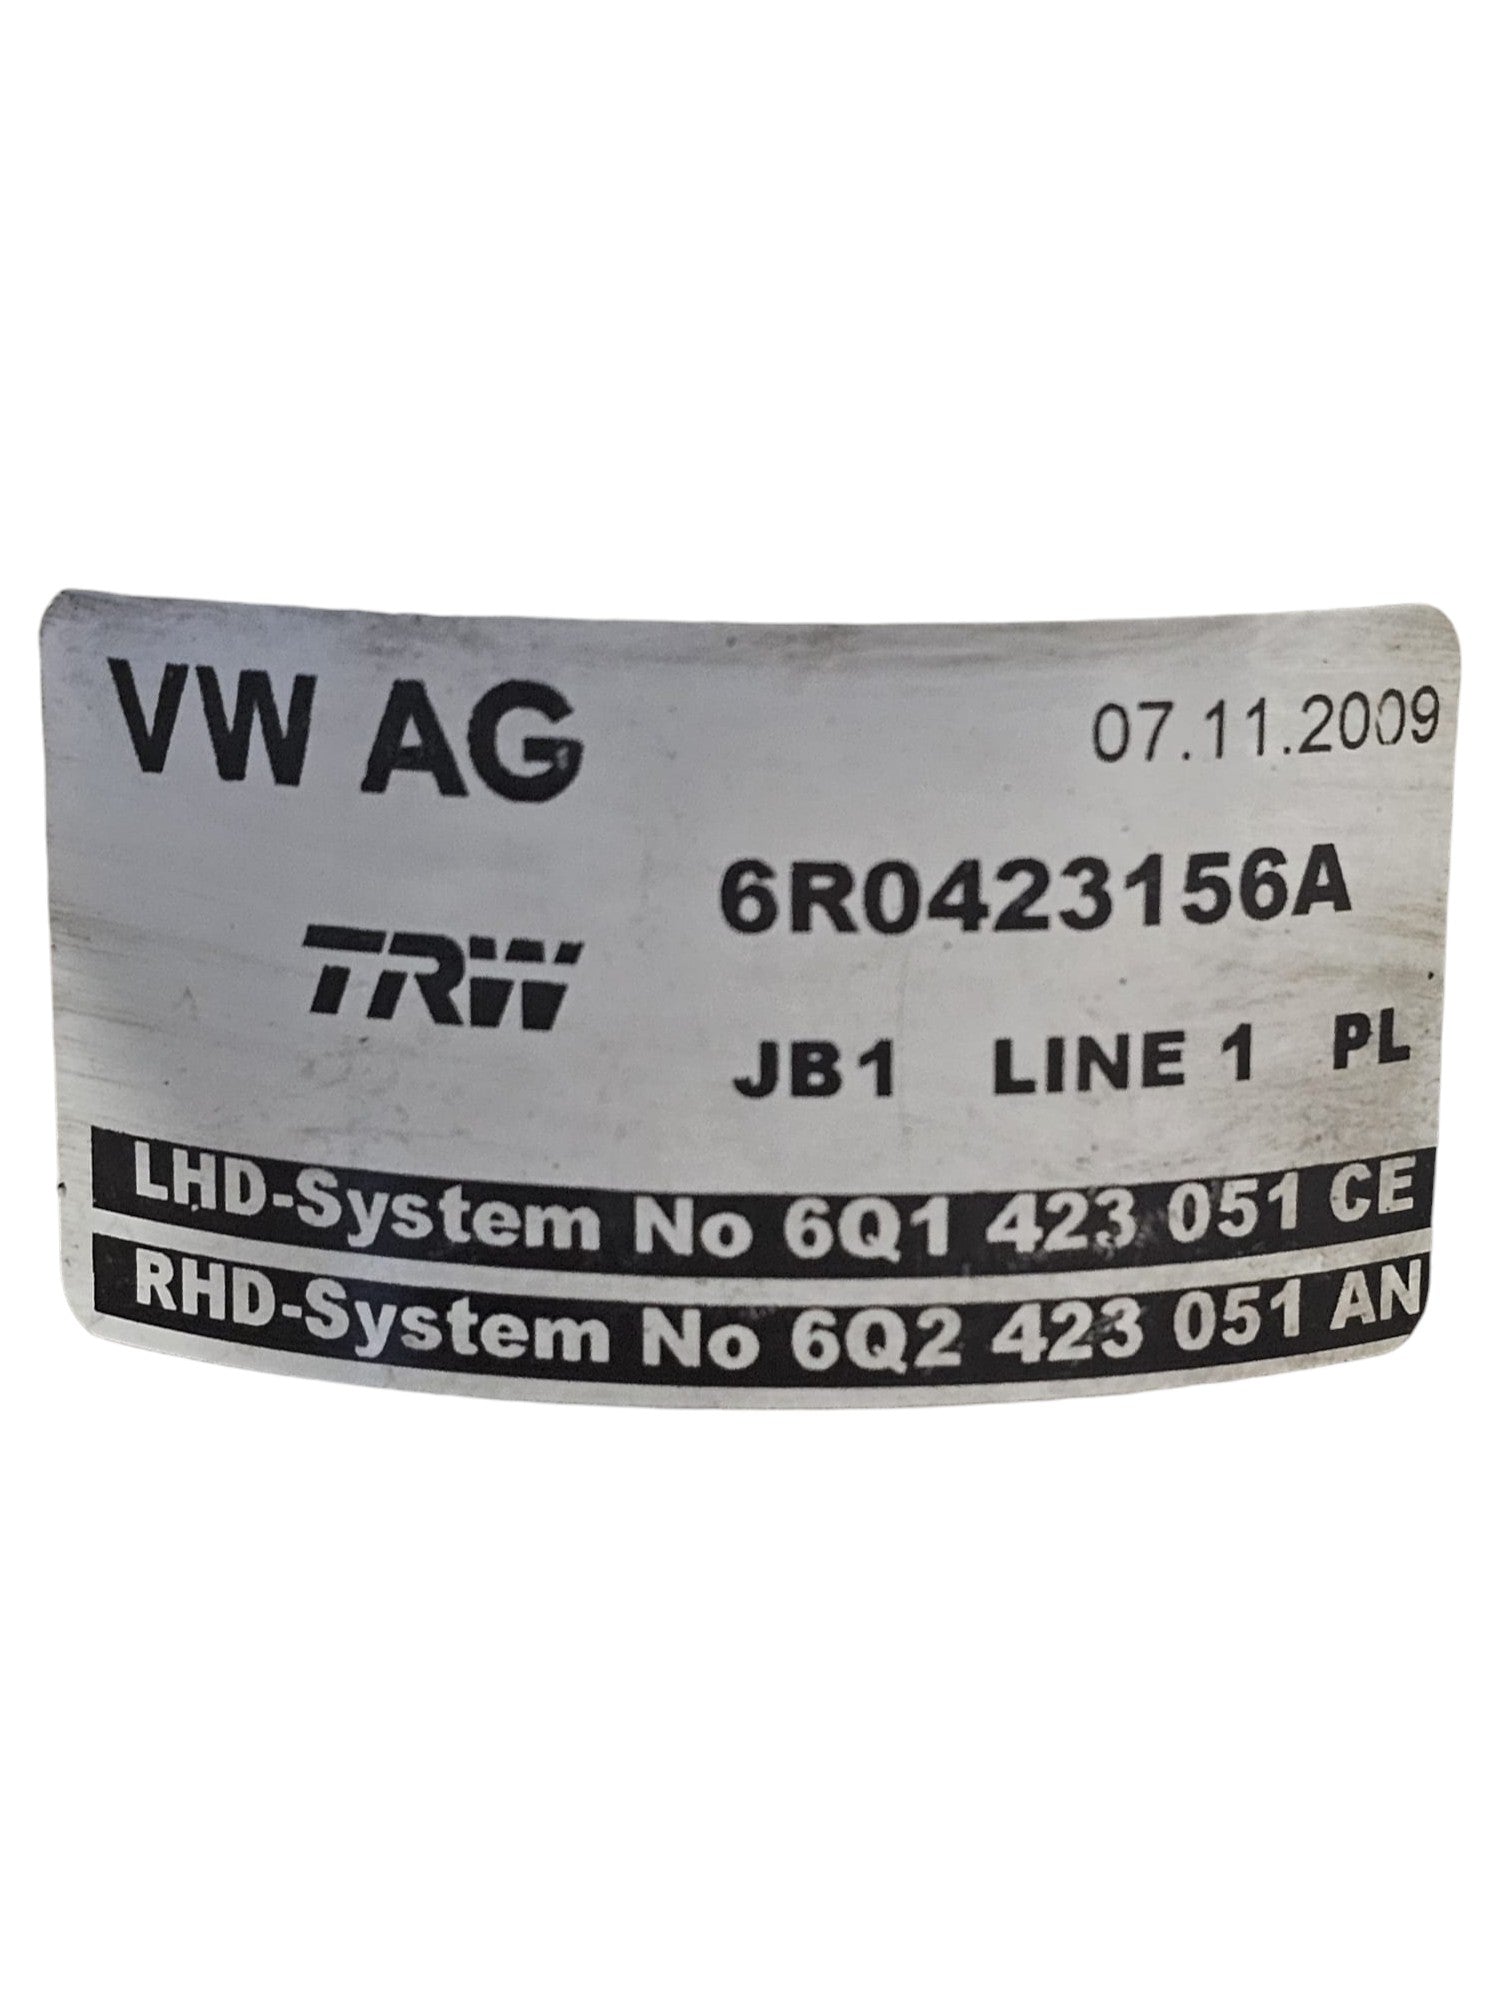 VW AG 07.11.2009
6R0423156A
TRW
JB1 LINE 1 PL
LHD-System No 6Q1 423 051 CE
RHD-System No 6Q2 423 051 AN